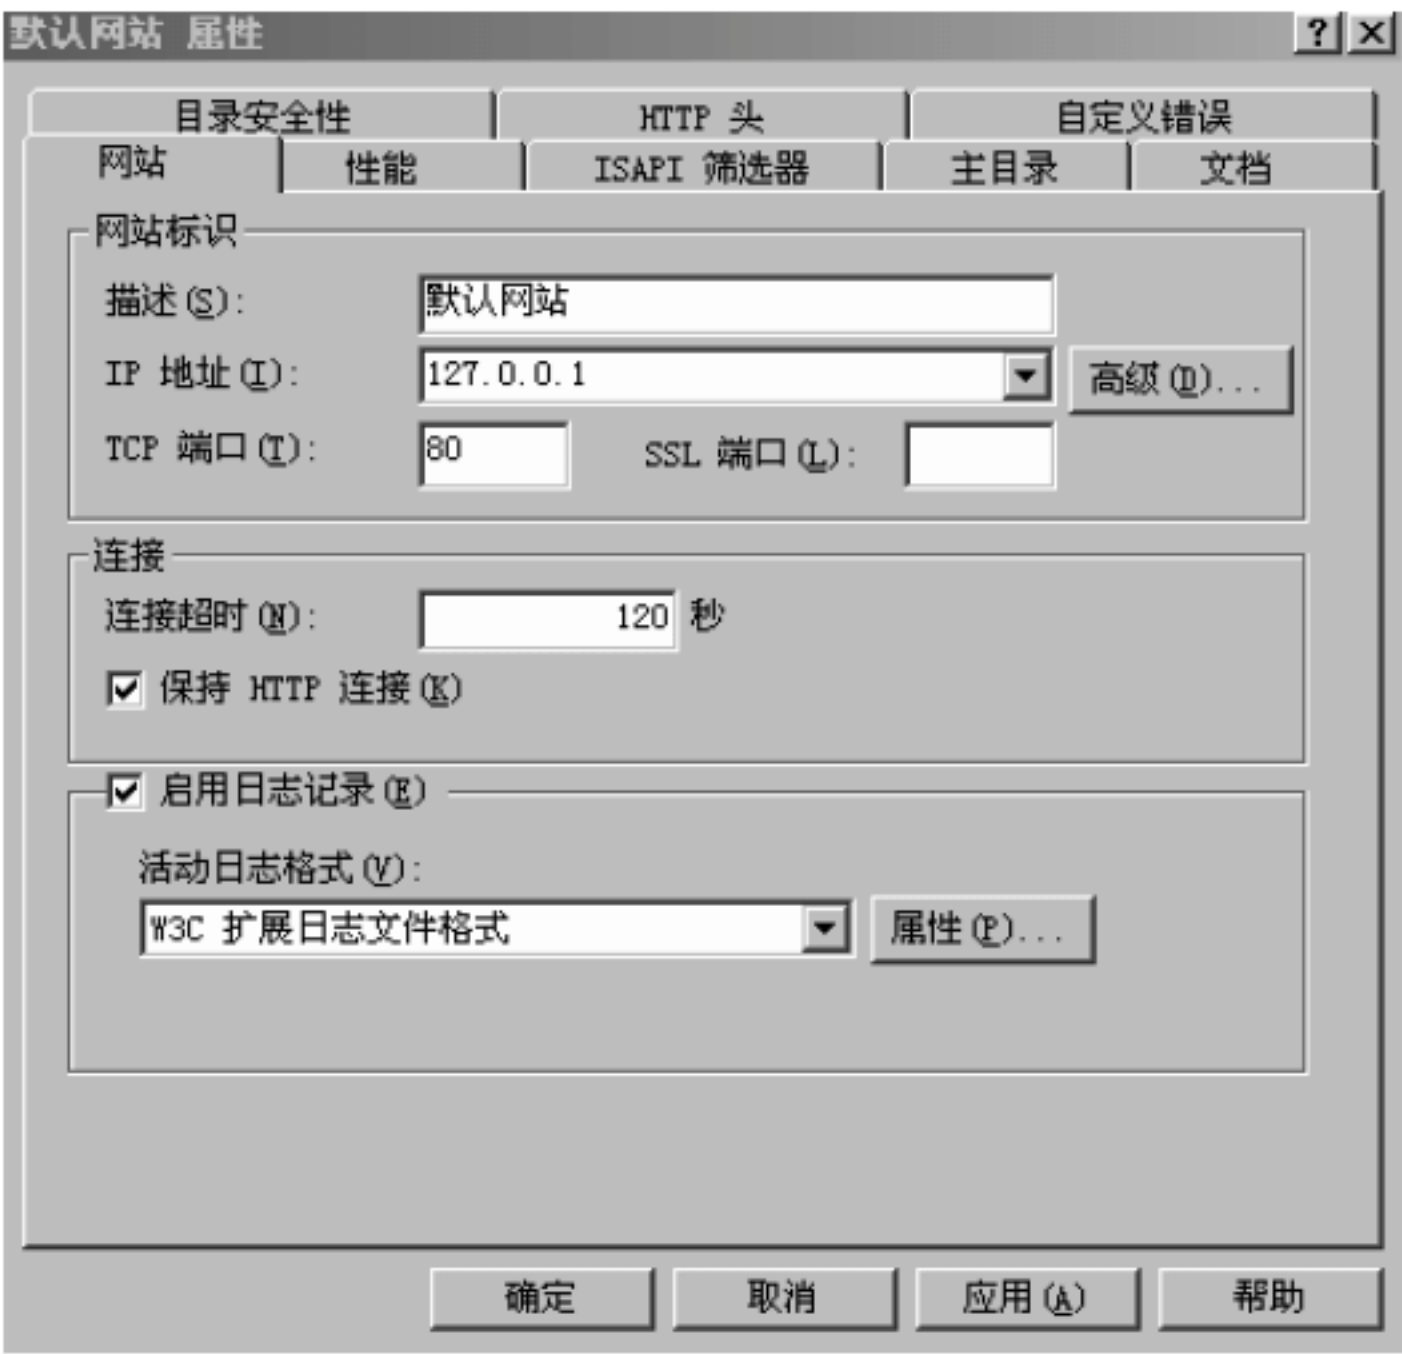 默认网站 属性
目录安全性 HTTP 头 自定义错误
网站 性能 ISAPI 筛选器 主目录 文档
网站标识
描述(S): 默认网站
IP 地址(I): 127.0.0.1 高级(D)...
TCP 端口(T): 80 SSL 端口(L):
连接
连接超时(N): 120 秒
保持 HTTP 连接(K)
启用日志记录(E)
活动日志格式(V):
W3C 扩展日志文件格式 属性(P)...
确定 取消 应用(A) 帮助